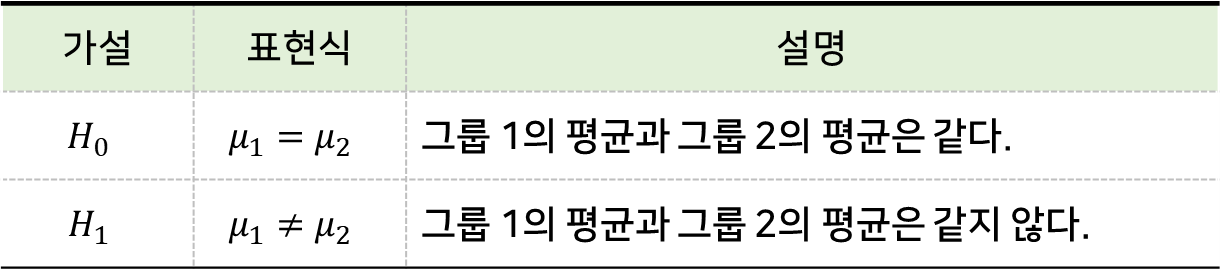 가설 표현식 설명
H₀ μ₁ = μ₂ 그룹 1의 평균과 그룹 2의 평균은 같다.
H₁ μ₁ ≠ μ₂ 그룹 1의 평균과 그룹 2의 평균은 같지 않다.